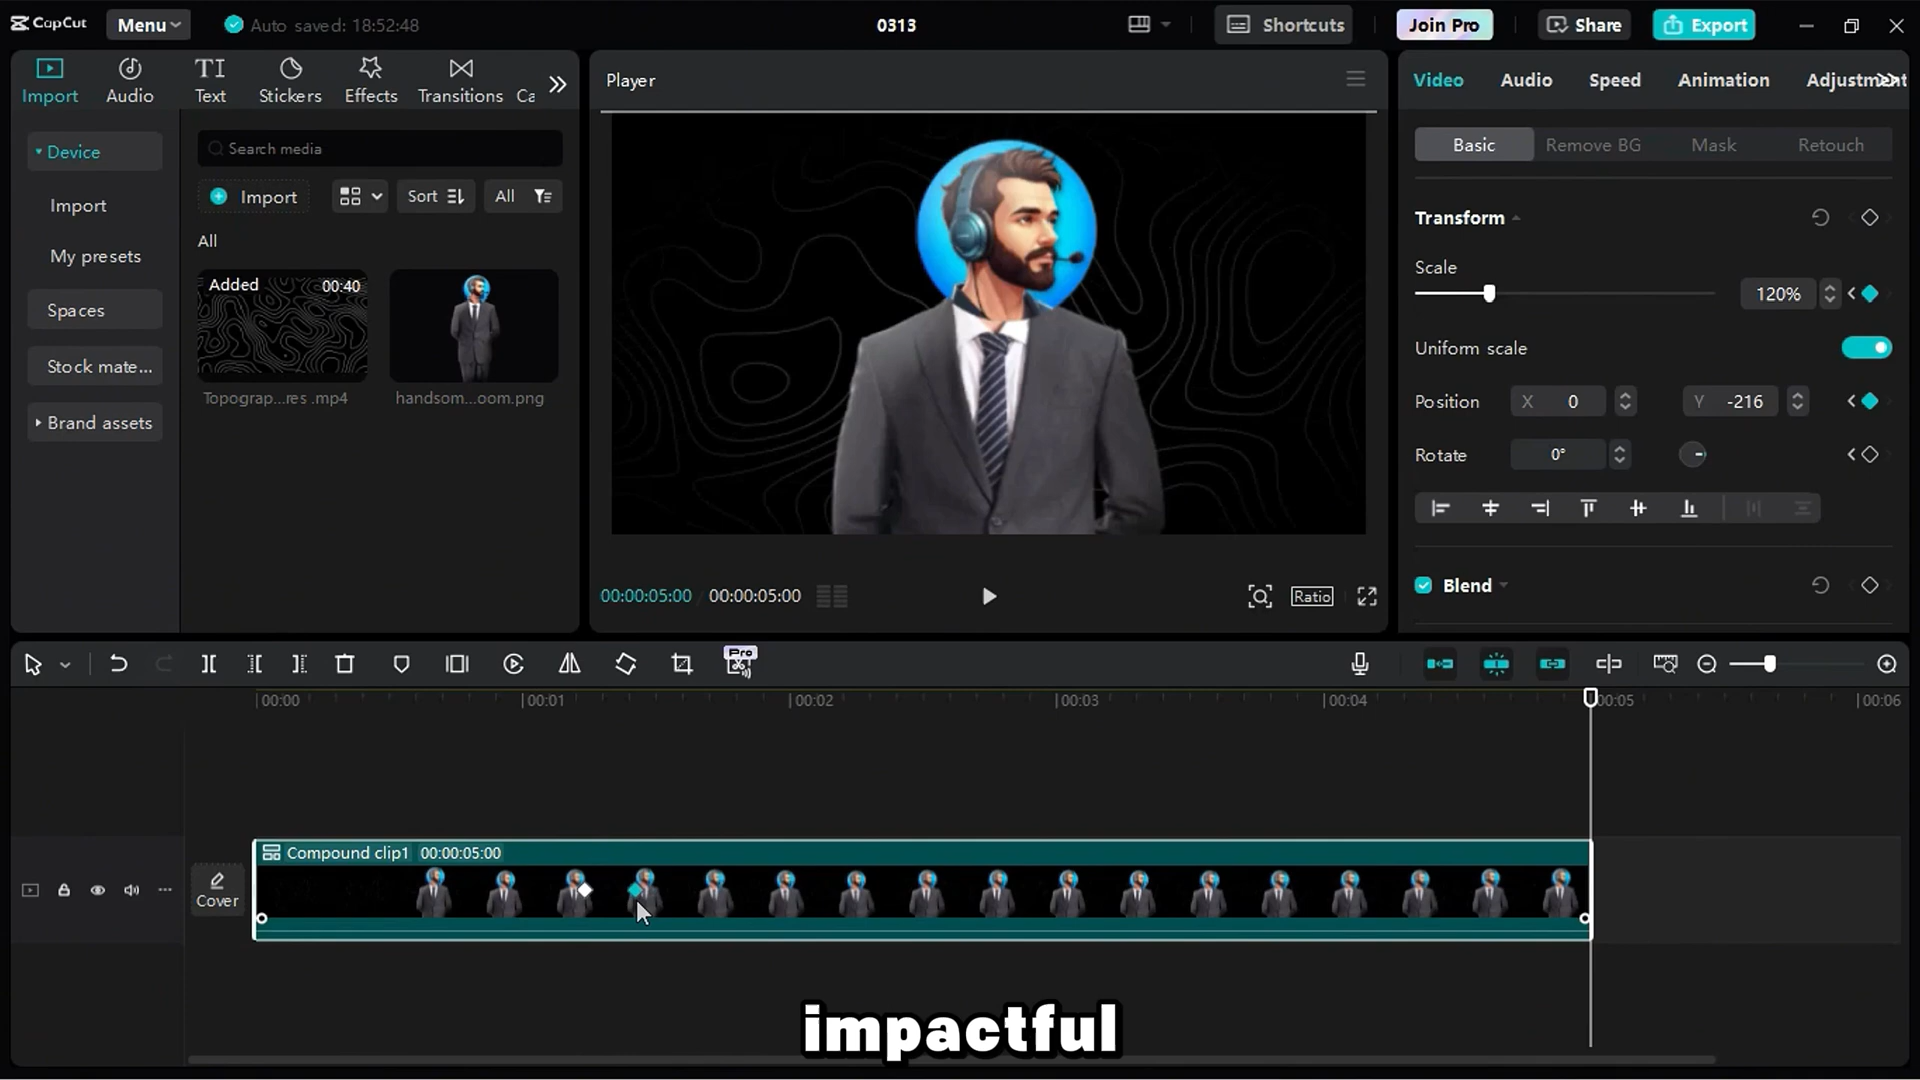 CapCut
Menu
Auto saved: 18:52:48
0313
Shortcuts
Join Pro
Share
Export
Import
Audio
Text
Stickers
Effects
Transitions
Ca
Device
Import
My presets
Spaces
Stock mate...
Brand assets
Search media
Import
Sort
All
All
Added
00:40
Topograp...res .mp4
handsom...oom.png
Player
00:00:05:00
00:00:05:00
Ratio
Video
Audio
Speed
Animation
Adjustment
Basic
Remove BG
Mask
Retouch
Transform
Scale
120%
Uniform scale
Position
X 0
Y -216
Rotate
0°
Blend
Pro
00:00
00:01
00:02
00:03
00:04
00:05
00:06
Cover
Compound clip1 00:00:05:00
impactful